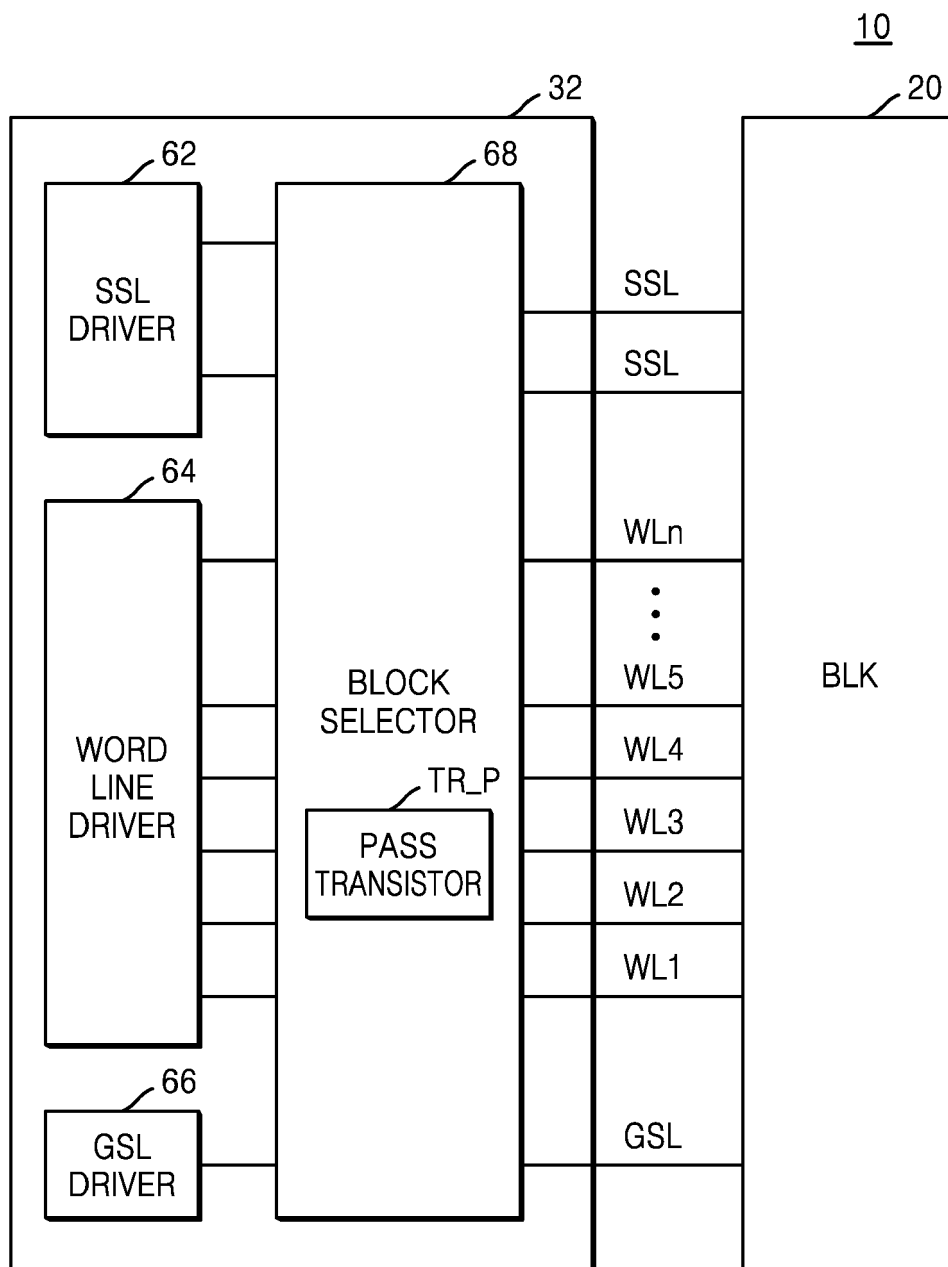 10
32
20
62
68
SSL
DRIVER
SSL
SSL
64
WLn
WL5
BLK
BLOCK
SELECTOR
WL4
WORD
LINE
DRIVER
TR_P
WL3
PASS
TRANSISTOR
WL2
WL1
66
GSL
DRIVER
GSL